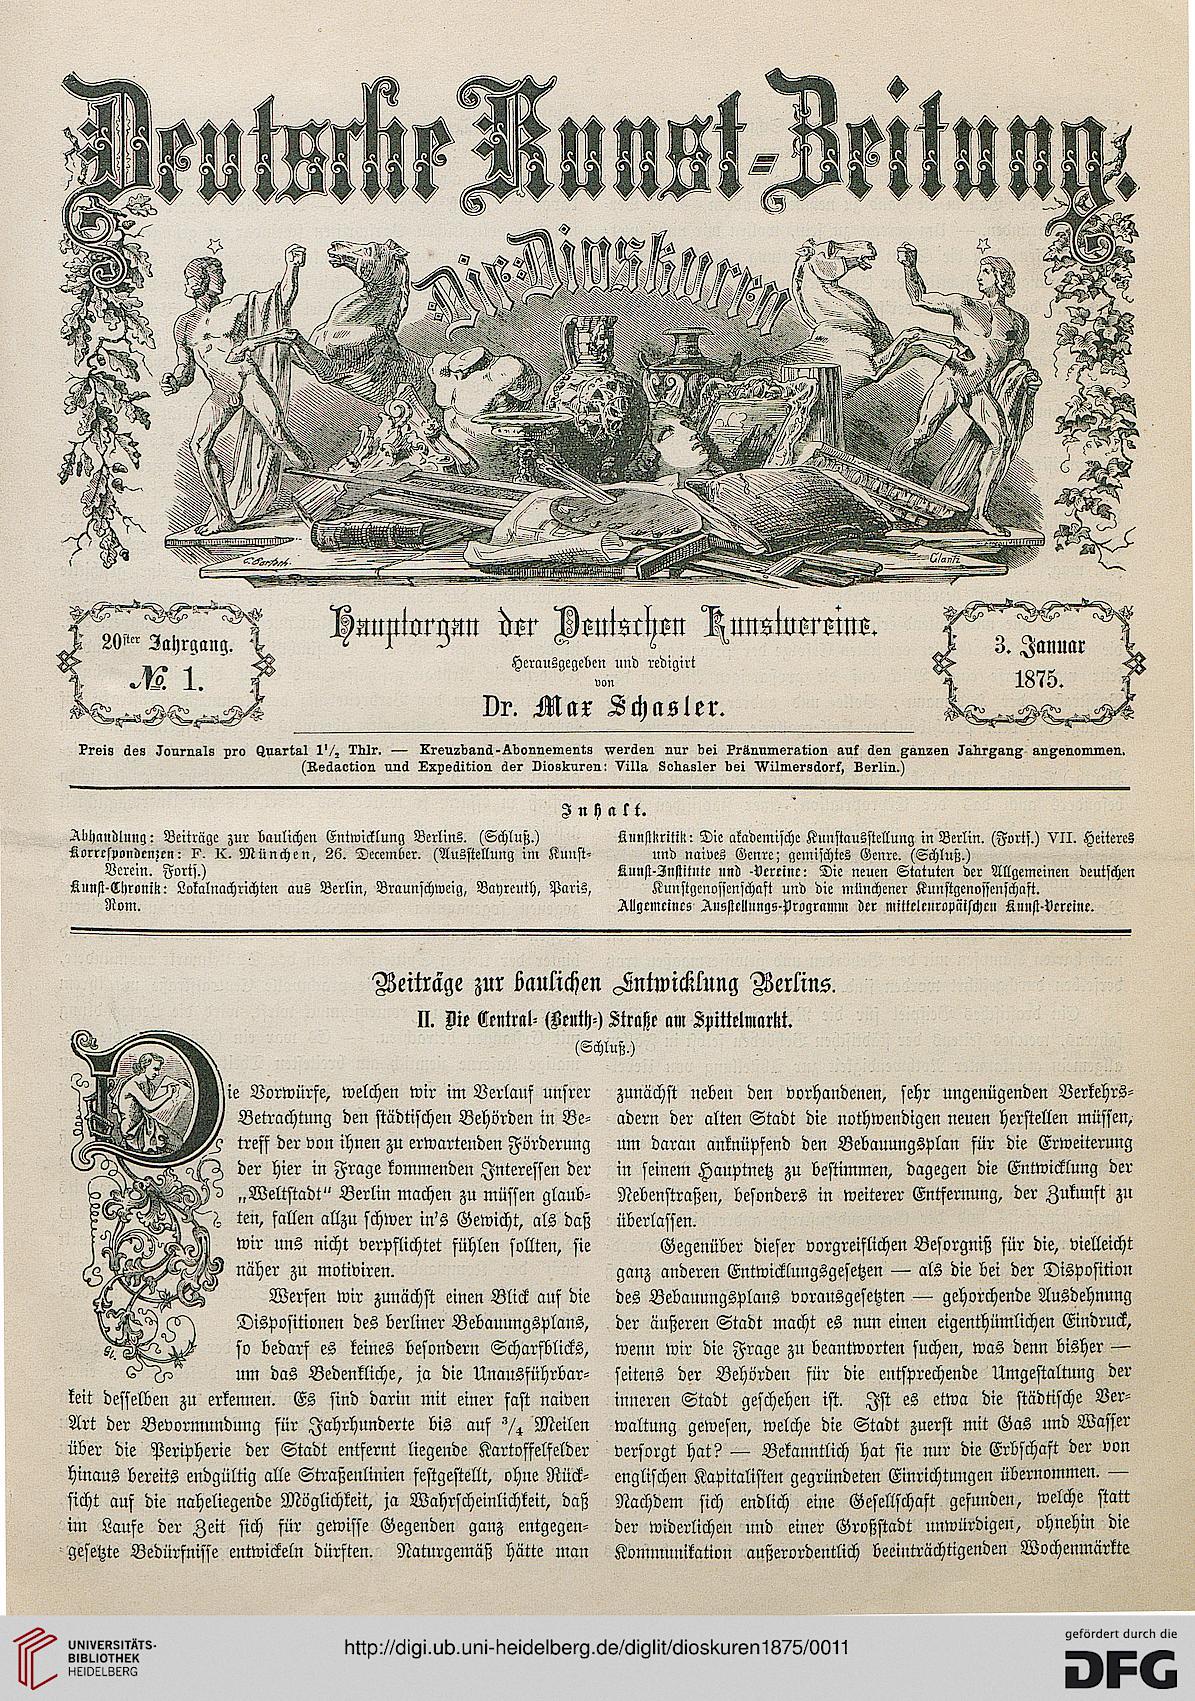 Deutsche Kunst-Zeitung.
Die Dioskuren
C. Bartsch.
Glantz
Hauptorgan der Deutschen Kunstvereine.
20ster Jahrgang.
№. 1.
Herausgegeben und redigirt
von
Dr. Max Schasler.
3. Januar
1875.
Preis des Journals pro Quartal 1½ Thlr. — Kreuzband-Abonnements werden nur bei Pränumeration auf den ganzen Jahrgang angenommen.
(Redaction und Expedition der Dioskuren: Villa Schasler bei Wilmersdorf, Berlin.)
Inhalt.
Abhandlung: Beiträge zur baulichen Entwicklung Berlins. (Schluß.)
Korrespondenzen: F. K. München, 26. December. (Ausstellung im Kunst-
Verein. Forts.)
Kunst-Chronik: Lokalnachrichten aus Berlin, Braunschweig, Bayreuth, Paris,
Rom.
Kunstkritik: Die akademische Kunstausstellung in Berlin. (Forts.) VII. Heiteres
und naives Genre; gemischtes Genre. (Schluß.)
Kunst-Institute und -Vereine: Die neuen Statuten der Allgemeinen deutschen
Kunstgenossenschaft und die münchener Kunstgenossenschaft.
Allgemeines Ausstellungs-Programm der mitteleuropäischen Kunst-Vereine.
Beiträge zur baulichen Entwicklung Berlins.
II. Die Central- (Beuth-) Straße am Spittelmarkt.
(Schluß.)
Die Vorwürfe, welchen wir im Verlauf unsrer
Betrachtung den städtischen Behörden in Be-
treff der von ihnen zu erwartenden Förderung
der hier in Frage kommenden Interessen der
„Weltstadt" Berlin machen zu müssen glaub-
ten, fallen allzu schwer in's Gewicht, als daß
wir uns nicht verpflichtet fühlen sollten, sie
näher zu motiviren.
Werfen wir zunächst einen Blick auf die
Dispositionen des berliner Bebauungsplans,
so bedarf es keines besondern Scharfblicks,
um das Bedenkliche, ja die Unausführbar-
keit desselben zu erkennen. Es sind darin mit einer fast naiven
Art der Bevormundung für Jahrhunderte bis auf ¾ Meilen
über die Peripherie der Stadt entfernt liegende Kartoffelfelder
hinaus bereits endgültig alle Straßenlinien festgestellt, ohne Rück-
sicht auf die naheliegende Möglichkeit, ja Wahrscheinlichkeit, daß
im Laufe der Zeit sich für gewisse Gegenden ganz entgegen-
gesetzte Bedürfnisse entwickeln dürften. Naturgemäß hätte man
zunächst neben den vorhandenen, sehr ungenügenden Verkehrs-
adern der alten Stadt die nothwendigen neuen herstellen müssen,
um daran anknüpfend den Bebauungsplan für die Erweiterung
in seinem Hauptnetz zu bestimmen, dagegen die Entwicklung der
Nebenstraßen, besonders in weiterer Entfernung, der Zukunft zu
überlassen.
Gegenüber dieser vorgreiflichen Besorgniß für die, vielleicht
ganz anderen Entwicklungsgesetzen — als die bei der Disposition
des Bebauungsplans vorausgesetzten — gehorchende Ausdehnung
der äußeren Stadt macht es nun einen eigenthümlichen Eindruck,
wenn wir die Frage zu beantworten suchen, was denn bisher —
seitens der Behörden für die entsprechende Umgestaltung der
inneren Stadt geschehen ist. Ist es etwa die städtische Ver-
waltung gewesen, welche die Stadt zuerst mit Gas und Wasser
versorgt hat? — Bekanntlich hat sie nur die Erbschaft der von
englischen Kapitalisten gegründeten Einrichtungen übernommen. —
Nachdem sich endlich eine Gesellschaft gefunden, welche statt
der widerlichen und einer Großstadt unwürdigen, ohnehin die
Kommunikation außerordentlich beeinträchtigenden Wochenmärkte
UNIVERSITÄTS-
BIBLIOTHEK
HEIDELBERG
http://digi.ub.uni-heidelberg.de/diglit/dioskuren1875/0011
gefördert durch die
DFG